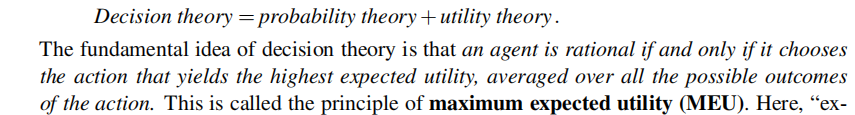 Decision theory = probability theory + utility theory.
The fundamental idea of decision theory is that an agent is rational if and only if it chooses
the action that yields the highest expected utility, averaged over all the possible outcomes
of the action. This is called the principle of maximum expected utility (MEU). Here, “ex-